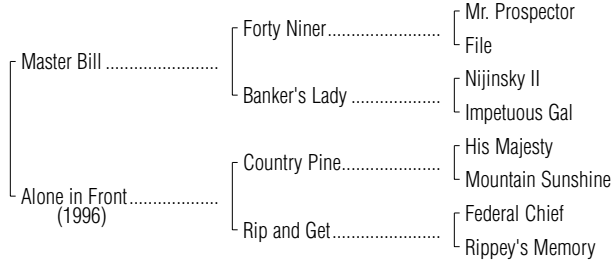 Mr. Prospector
Forty Niner
File
Master Bill
Nijinsky II
Banker's Lady
Impetuous Gal
His Majesty
Country Pine
Mountain Sunshine
Alone in Front
(1996)
Federal Chief
Rip and Get
Rippey's Memory